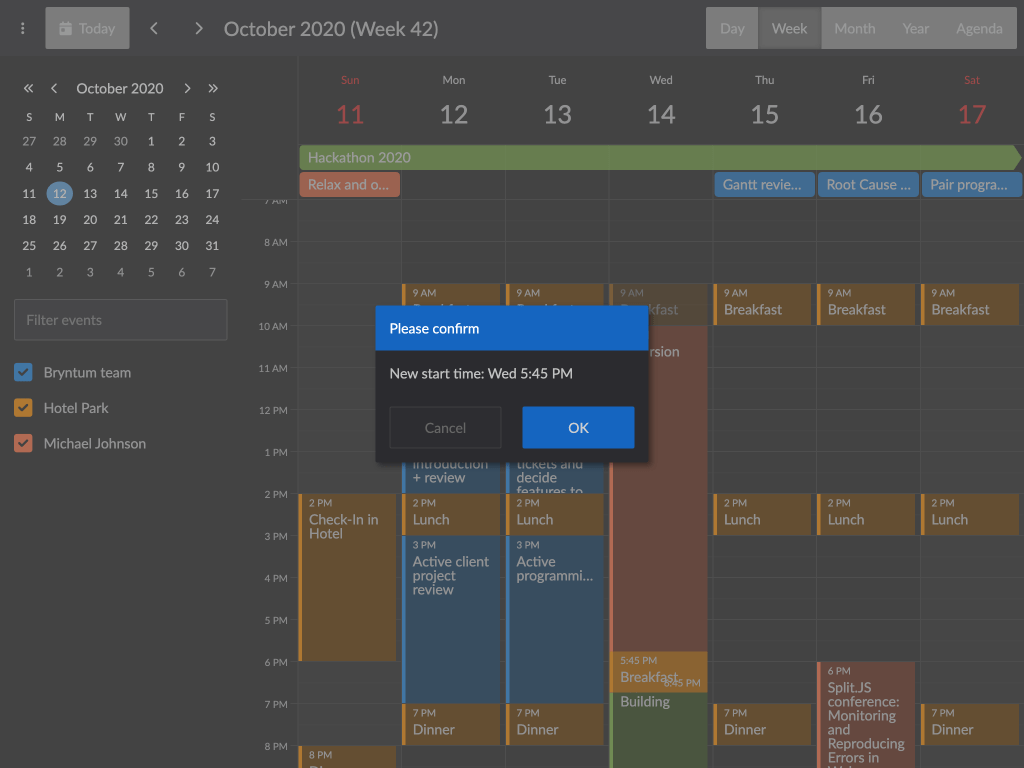 Today
October 2020 (Week 42)
Day
Week
Month
Year
Agenda
October 2020
S M T W T F S
27 28 29 30 1 2 3
4 5 6 7 8 9 10
11 12 13 14 15 16 17
18 19 20 21 22 23 24
25 26 27 28 29 30 31
1 2 3 4 5 6 7
Filter events
Bryntum team
Hotel Park
Michael Johnson
Sun Mon Tue Wed Thu Fri Sat
11 12 13 14 15 16 17
Hackathon 2020
Relax and o...
Gantt revie...
Root Cause ...
Pair progra...
7 AM
8 AM
9 AM
10 AM
11 AM
12 PM
1 PM
2 PM
3 PM
4 PM
5 PM
6 PM
7 PM
8 PM
2 PM
Check-In in
Hotel
8 PM
9 AM
introduction
+ review
2 PM
Lunch
3 PM
Active client
project
review
7 PM
Dinner
9 AM
tickets and
decide
features to
2 PM
Lunch
3 PM
Active
programmi...
9 AM
5:45 PM
Breakfast
6:45 PM
Building
9 AM
Breakfast
2 PM
Lunch
7 PM
Dinner
9 AM
Breakfast
2 PM
Lunch
6 PM
Split.JS
conference:
Monitoring
and
Reproducing
Errors in
9 AM
Breakfast
2 PM
Lunch
7 PM
Dinner
Please confirm
New start time: Wed 5:45 PM
Cancel
OK